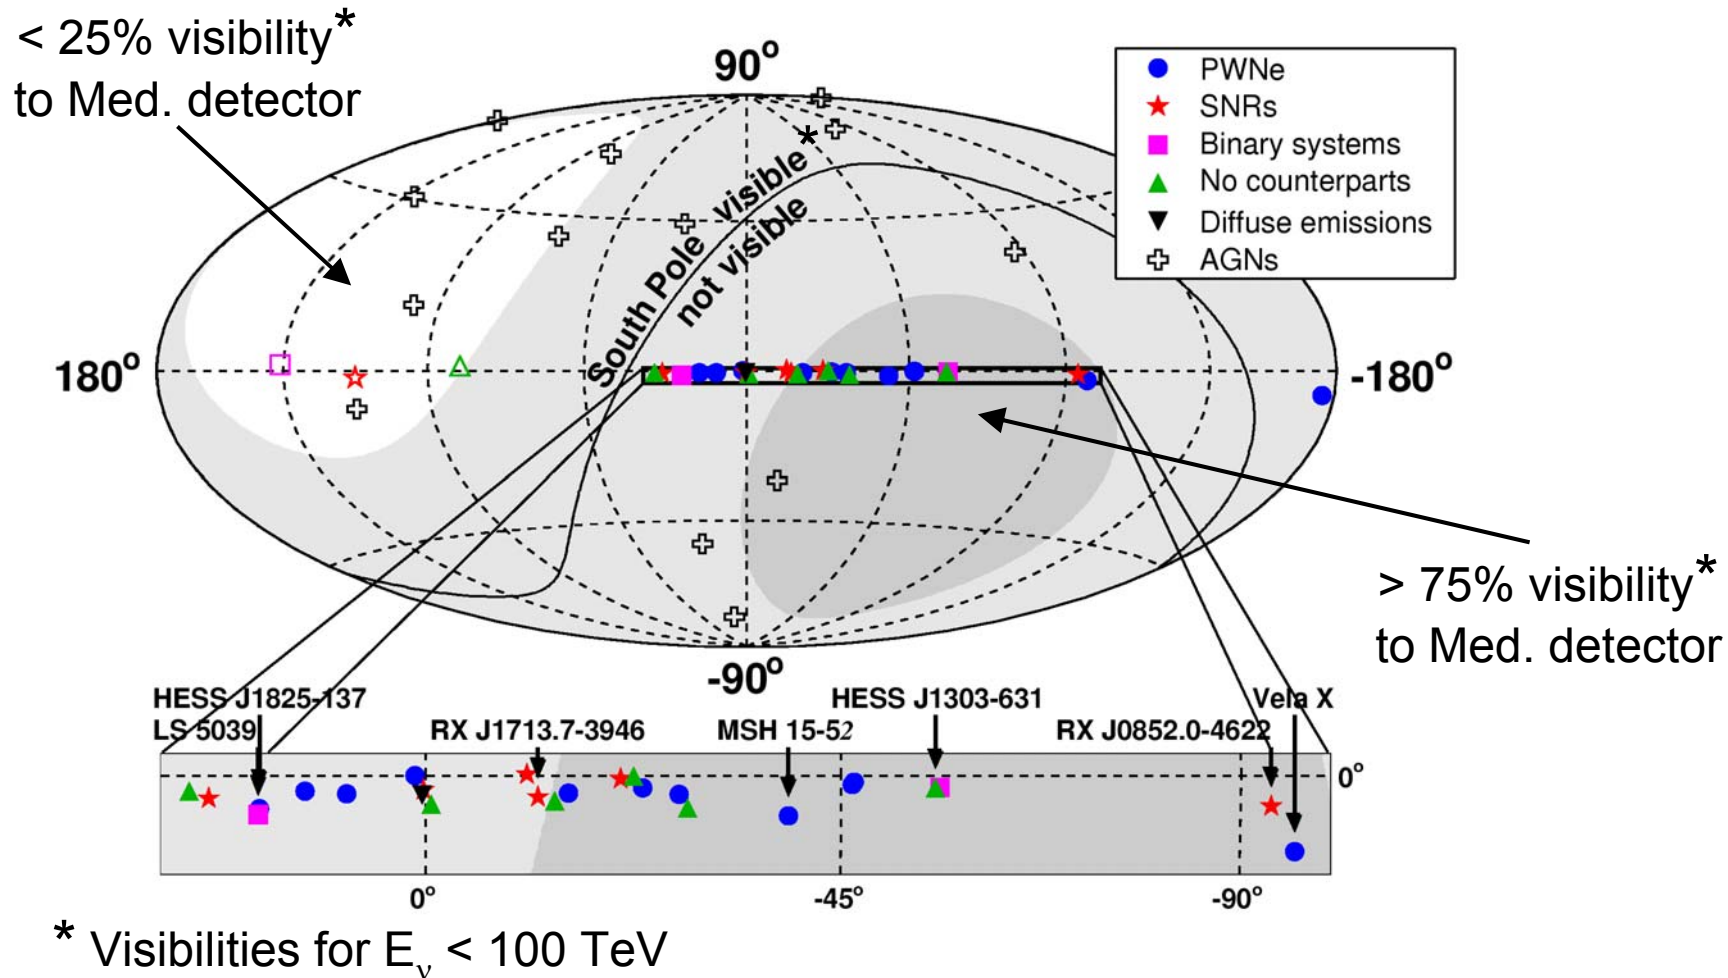 < 25% visibility*
to Med. detector
90°
PWNe
SNRs
Binary systems
No counterparts
Diffuse emissions
AGNs
South Pole visible*
not visible
180°
-180°
> 75% visibility*
to Med. detector
-90°
HESS J1825-137
HESS J1303-631
Vela X
LS 5039
RX J1713.7-3946
MSH 15-52
RX J0852.0-4622
0°
0°
-45°
-90°
* Visibilities for Eν < 100 TeV